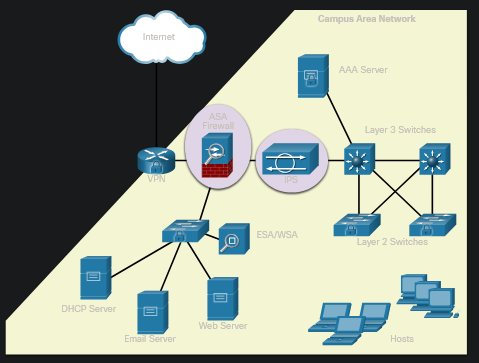 Campus Area Network
Internet
AAA Server
ASA
Firewall
Layer 3 Switches
VPN
IPS
ESA/WSA
Layer 2 Switches
DHCP Server
Email Server
Web Server
Hosts